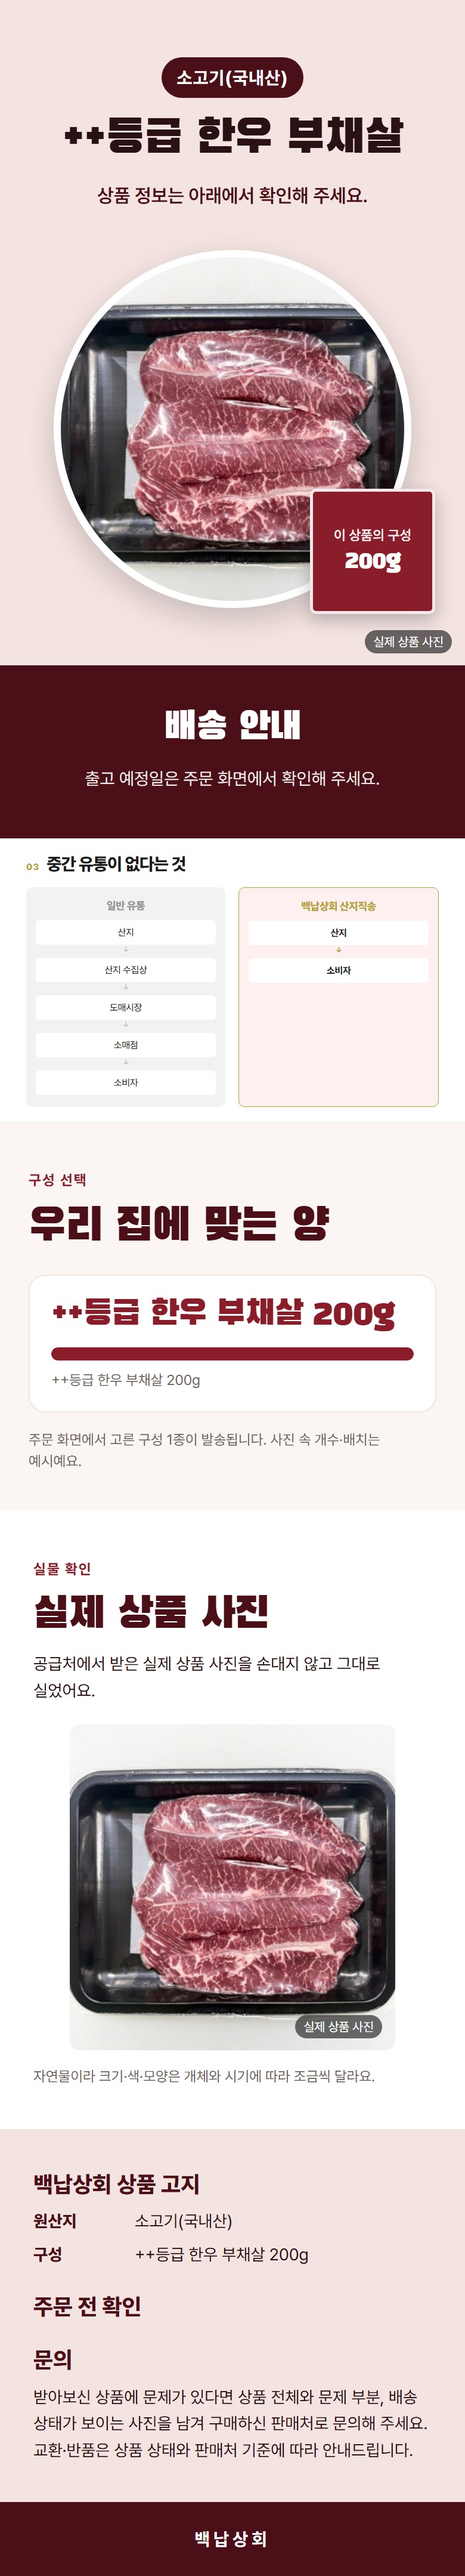 소고기(국내산)
++등급 한우 부채살
상품 정보는 아래에서 확인해 주세요.
이 상품의 구성
200g
실제 상품 사진
배송 안내
출고 예정일은 주문 화면에서 확인해 주세요.
03 중간 유통이 없다는 것
일반 유통
산지
↓
산지 수집상
↓
도매시장
↓
소매점
↓
소비자
백납상회 산지직송
산지
↓
소비자
구성 선택
우리 집에 맞는 양
++등급 한우 부채살 200g
++등급 한우 부채살 200g
주문 화면에서 고른 구성 1종이 발송됩니다. 사진 속 개수·배치는
예시예요.
실물 확인
실제 상품 사진
공급처에서 받은 실제 상품 사진을 손대지 않고 그대로
실었어요.
실제 상품 사진
자연물이라 크기·색·모양은 개체와 시기에 따라 조금씩 달라요.
백납상회 상품 고지
원산지 소고기(국내산)
구성 ++등급 한우 부채살 200g
주문 전 확인
문의
받아보신 상품에 문제가 있다면 상품 전체와 문제 부분, 배송
상태가 보이는 사진을 남겨 구매하신 판매처로 문의해 주세요.
교환·반품은 상품 상태와 판매처 기준에 따라 안내드립니다.
백납상회